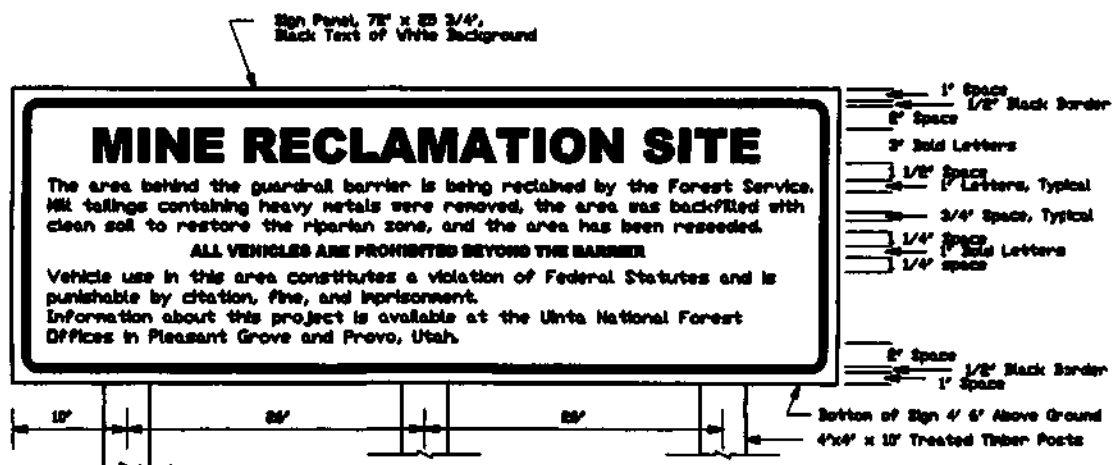 Sign Panel, 72" x 25 3/4",
Black Text of White Background
MINE RECLAMATION SITE
The area behind the guardrail barrier is being reclaimed by the Forest Service.
Mill tailings containing heavy metals were removed, the area was backfilled with
clean soil to restore the riparian zone, and the area has been reseeded.
ALL VEHICLES ARE PROHIBITED BEYOND THE BARRIER
Vehicle use in this area constitutes a violation of Federal Statutes and is
punishable by citation, fine, and imprisonment.
Information about this project is available at the Uinta National Forest
Offices in Pleasant Grove and Provo, Utah.
1" Space
1/2" Black Border
2" Space
3" Bold Letters
1 1/2" Space
1" Letters, Typical
3/4" Space, Typical
1 1/4" Space
1" Bold Letters
1 1/4" space
2" Space
1/2" Black Border
1" Space
10"
26"
26"
Bottom of Sign 4' 6" Above Ground
4"x4" x 10' Treated Timber Posts